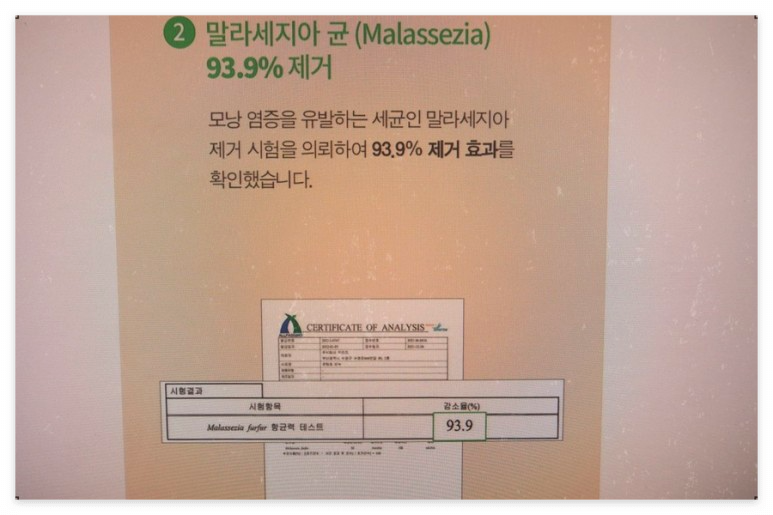 2 말라세지아 균 (Malassezia)
93.9% 제거
모낭 염증을 유발하는 세균인 말라세지아
제거 시험을 의뢰하여 93.9% 제거 효과를
확인했습니다.
CERTIFICATE OF ANALYSIS
시험결과
시험항목 감소율(%)
Malassezia furfur 항균력 테스트 93.9